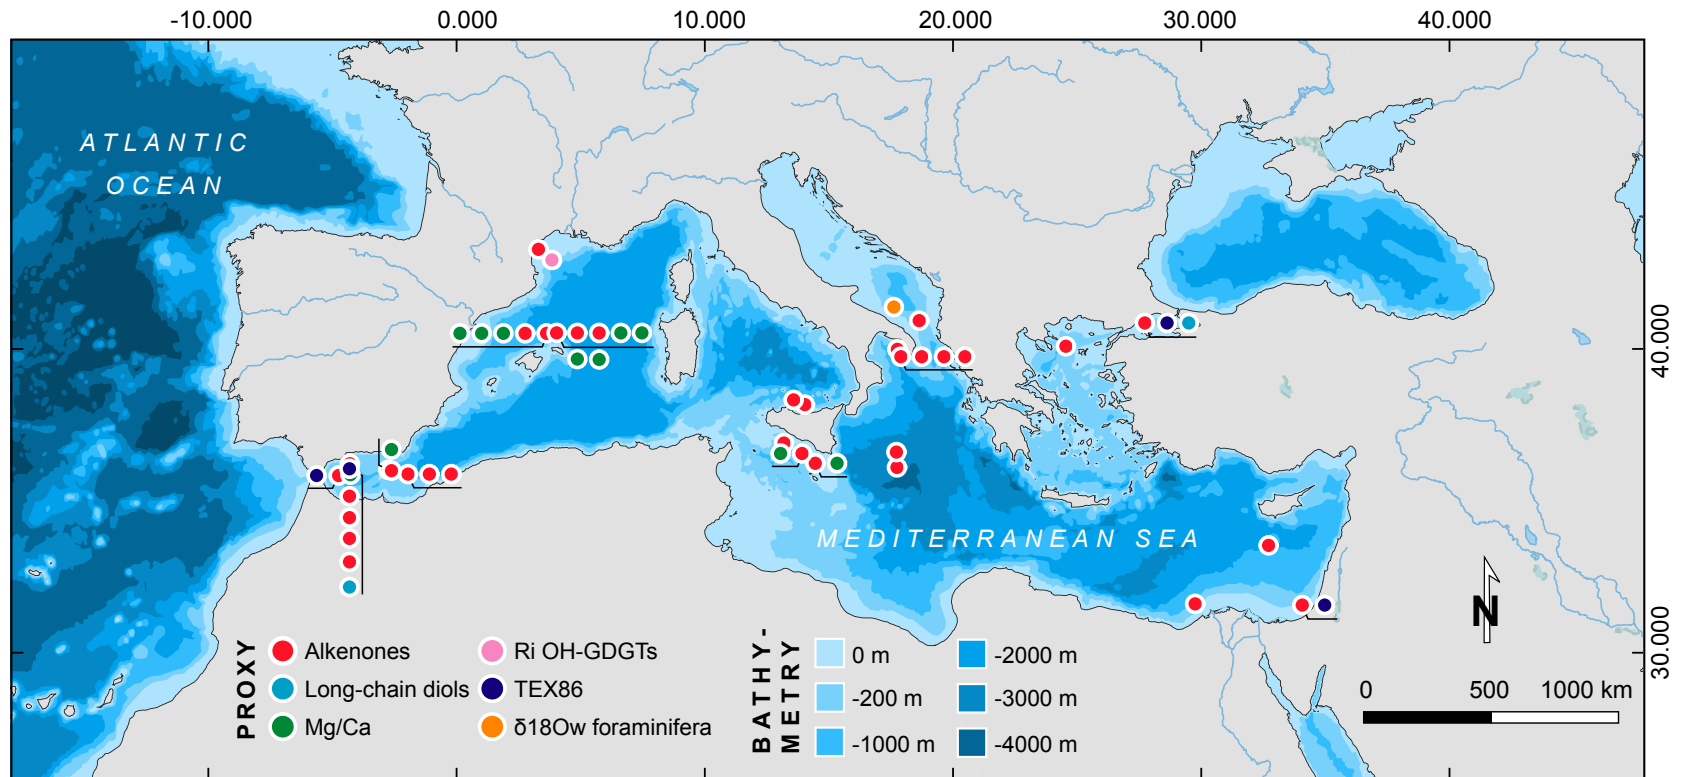 -10.000 0.000 10.000 20.000 30.000 40.000
ATLANTIC
OCEAN
40.000
MEDITERRANEAN SEA
N
30.000
PROXY
Alkenones
Long-chain diols
Mg/Ca
Ri OH-GDGTs
TEX86
δ18Ow foraminifera
BATHY-
METRY
0 m
-200 m
-1000 m
-2000 m
-3000 m
-4000 m
0 500 1000 km